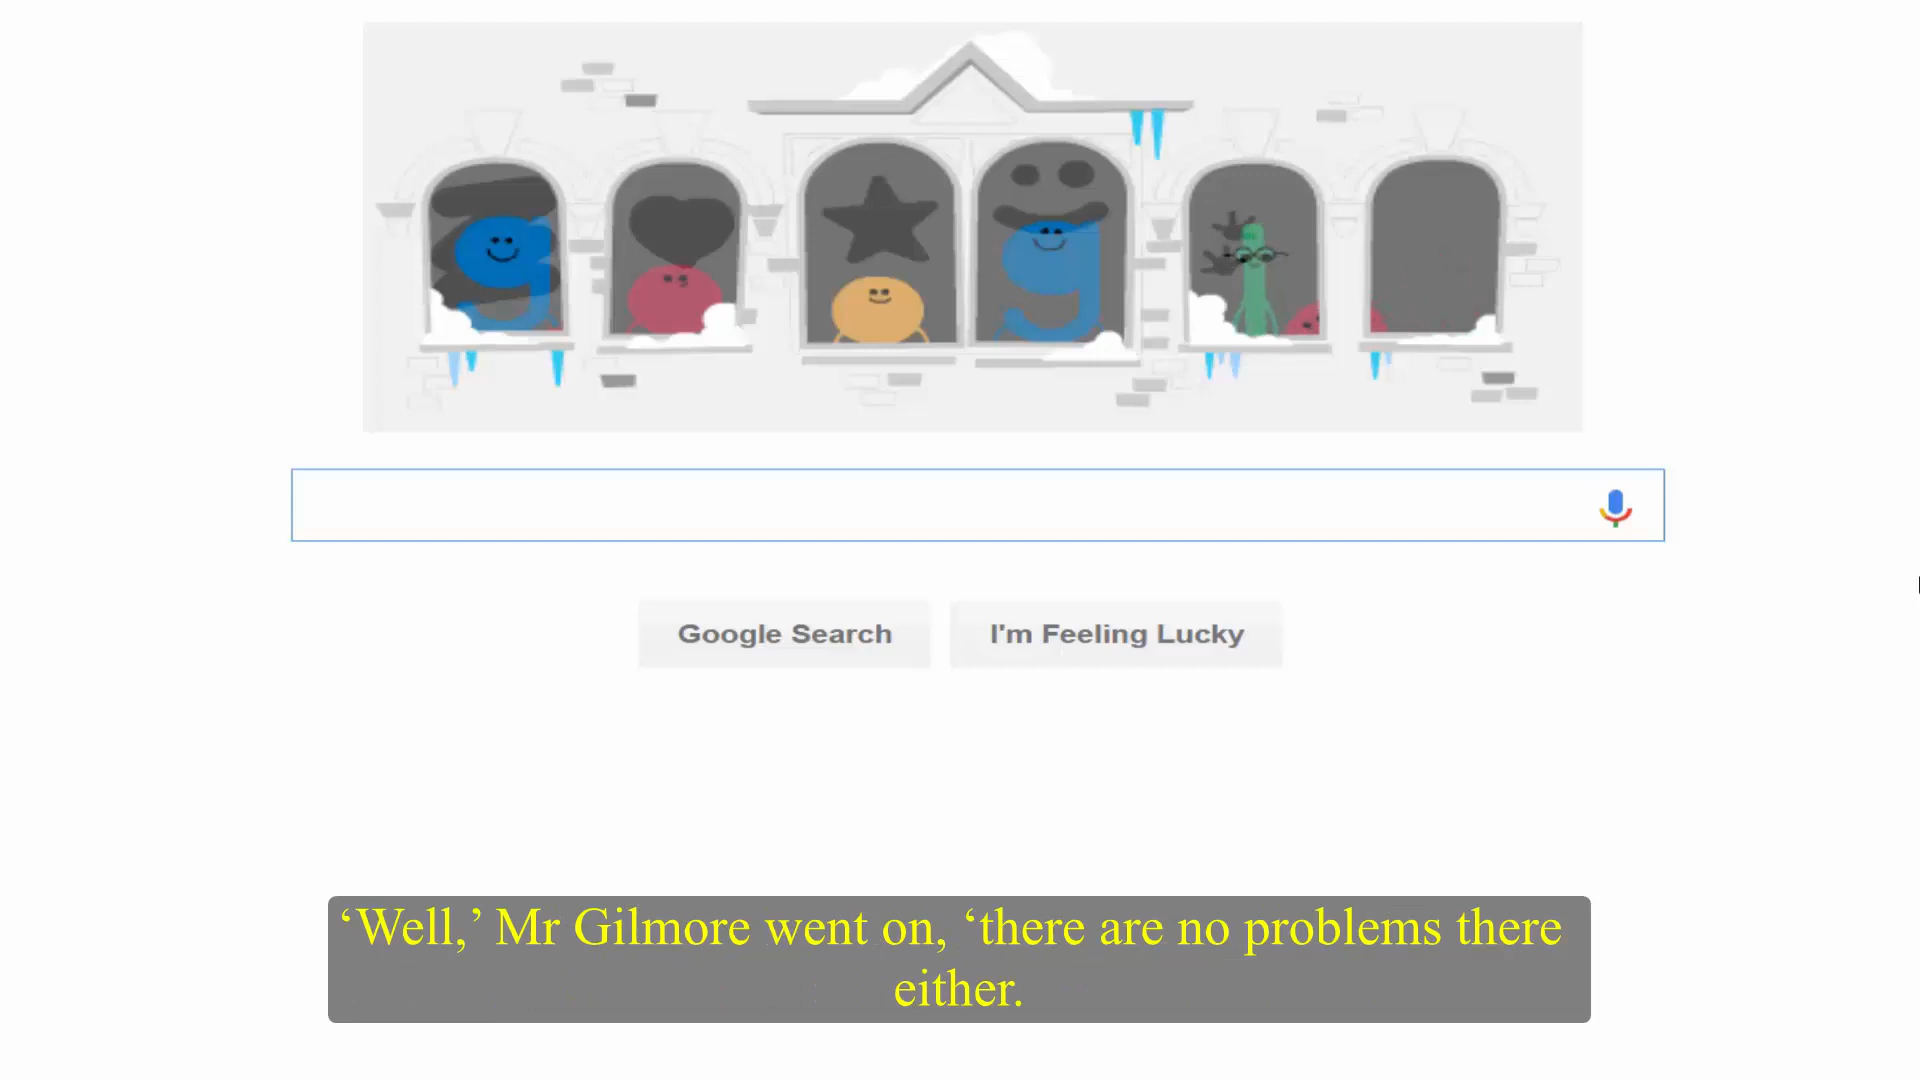 Google Search
I'm Feeling Lucky
‘Well,’ Mr Gilmore went on, ‘there are no problems there
either.